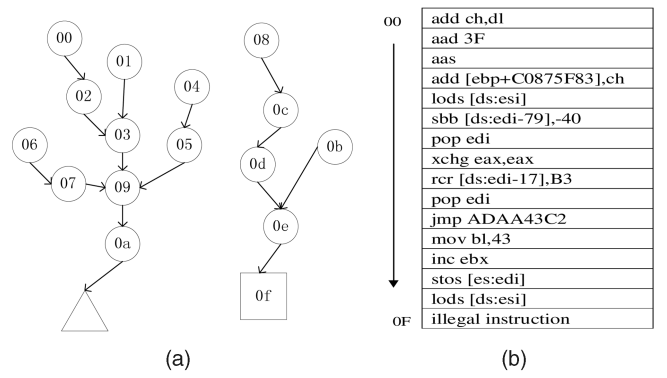 00
01
02
03
04
05
06
07
09
0a
08
0c
0d
0b
0e
0f
(a)
00
add ch,dl
aad 3F
aas
add [ebp+C0875F83],ch
lods [ds:esi]
sbb [ds:edi-79],-40
pop edi
xchg eax,eax
rcr [ds:edi-17],B3
pop edi
jmp ADAA43C2
mov bl,43
inc ebx
stos [es:edi]
lods [ds:esi]
0F illegal instruction
(b)